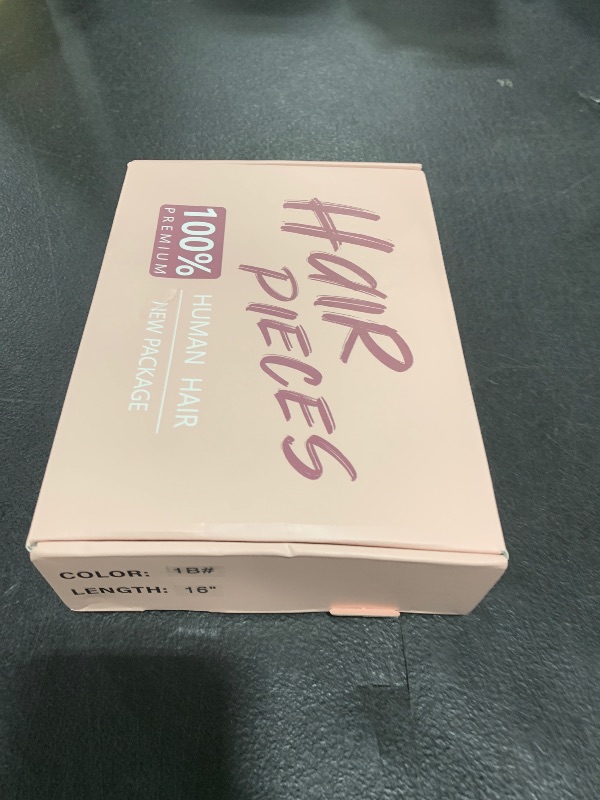 HAIR
PIECES
100%
PREMIUM
HUMAN HAIR
NEW PACKAGE
COLOR: 1B#
LENGTH: 16"